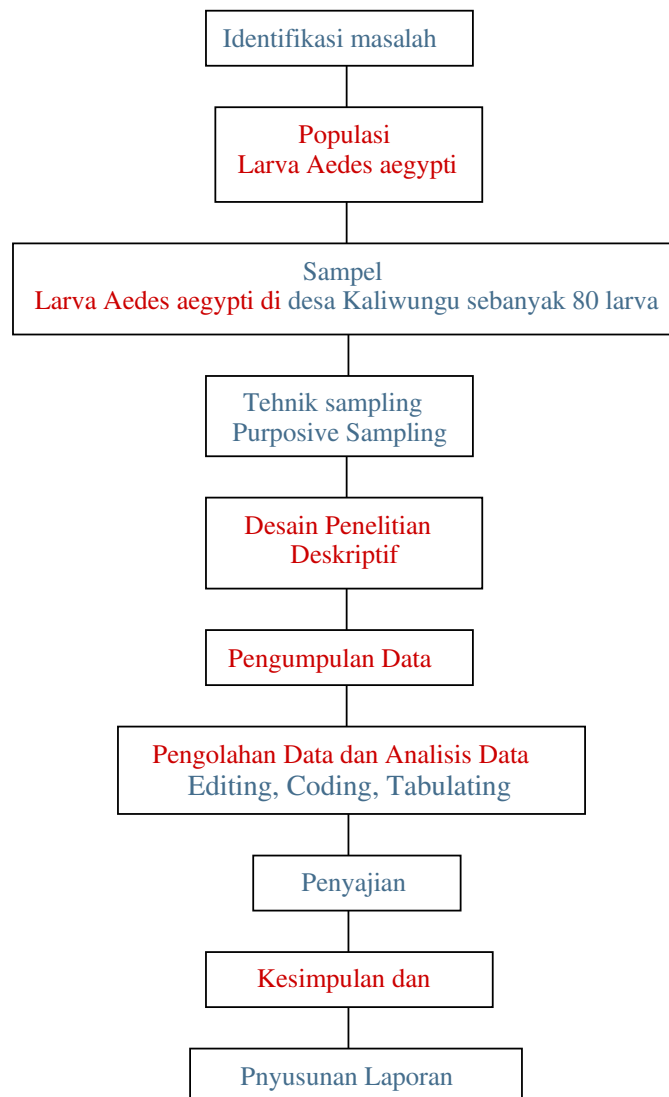 Identifikasi masalah
Populasi
Larva Aedes aegypti
Sampel
Larva Aedes aegypti di desa Kaliwungu sebanyak 80 larva
Tehnik sampling
Purposive Sampling
Desain Penelitian
Deskriptif
Pengumpulan Data
Pengolahan Data dan Analisis Data
Editing, Coding, Tabulating
Penyajian
Kesimpulan dan
Pnyusunan Laporan